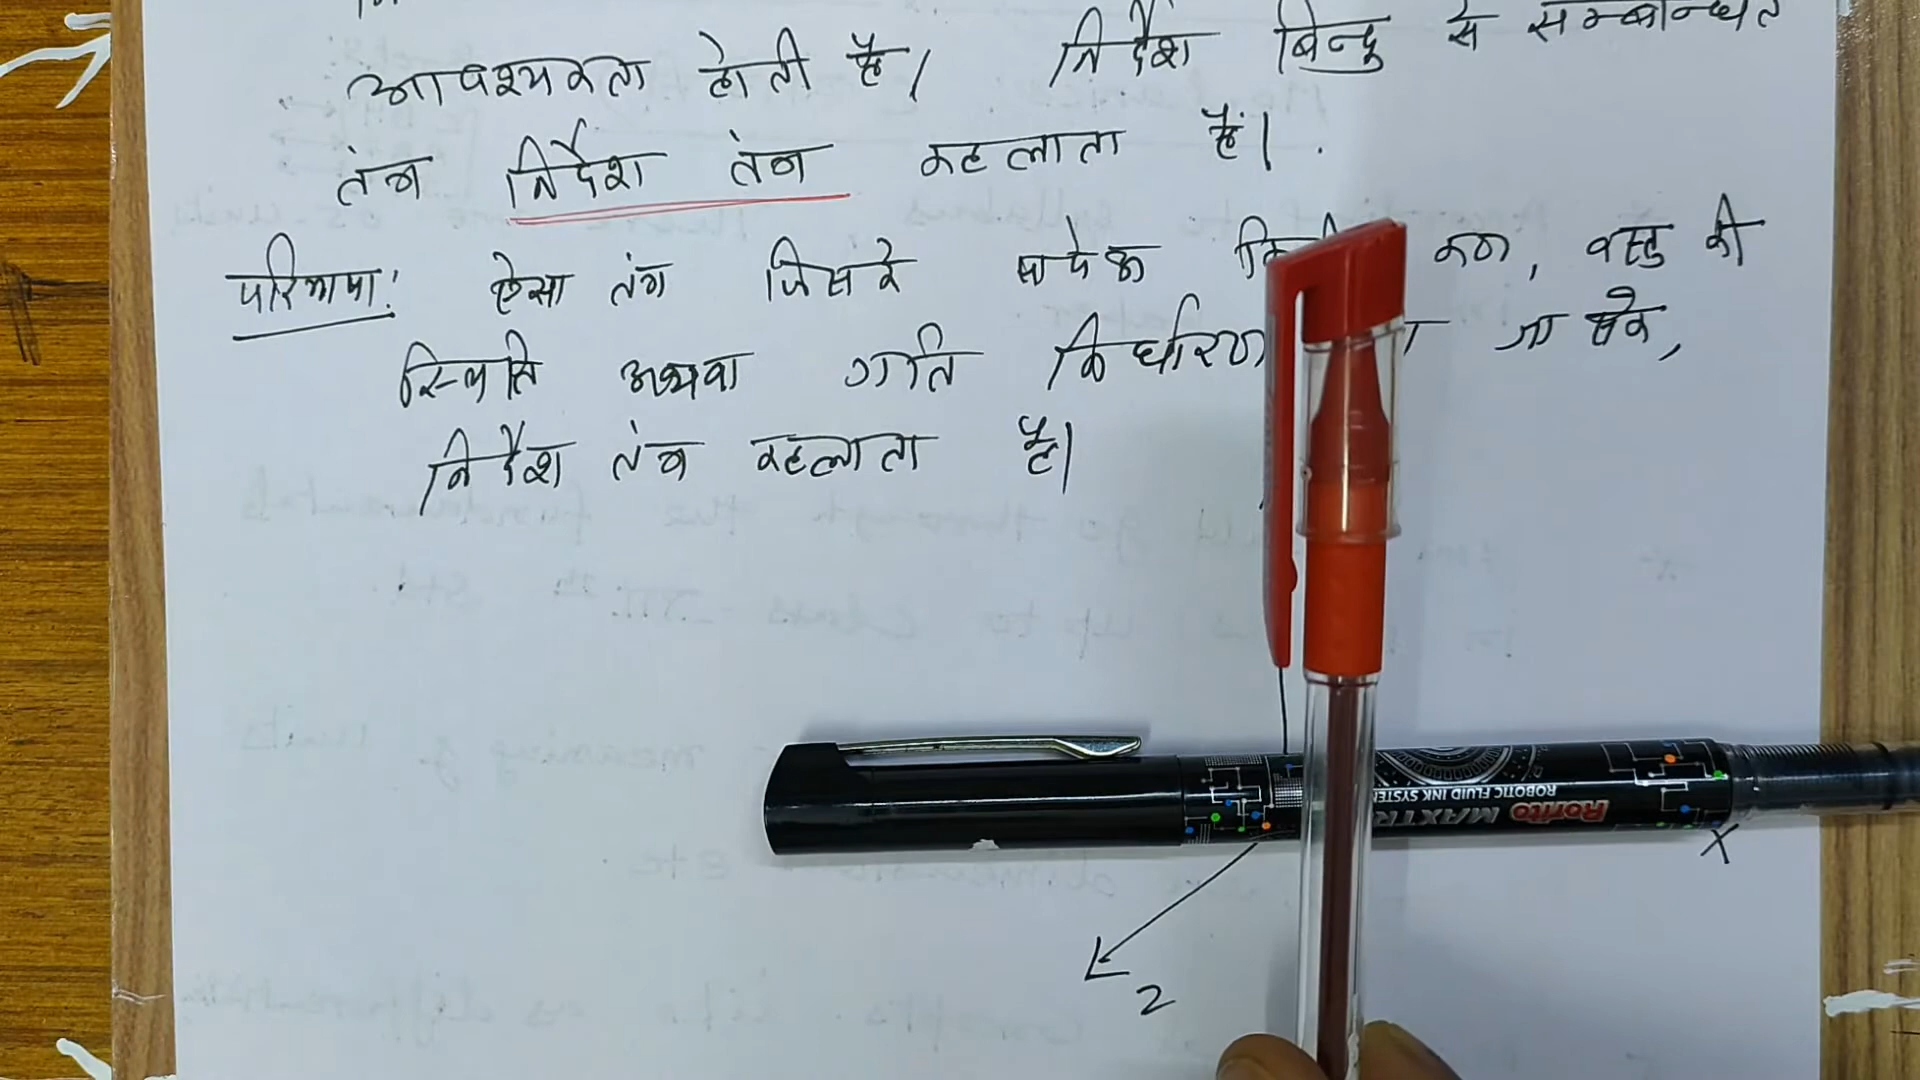 आवश्यकता होती है। निर्देश बिन्दु से सम्बन्धित
तंत्र निर्देश तंत्र कहलाता है।
परिभाषा: ऐसा तंत्र जिसके सापेक्ष कण, वस्तु की
स्थिति अथवा गति निर्धारण जा सके,
निर्देश तंत्र कहलाता है।
Rorito
ROBOTIC FLUID INK SYSTEM
X
Z